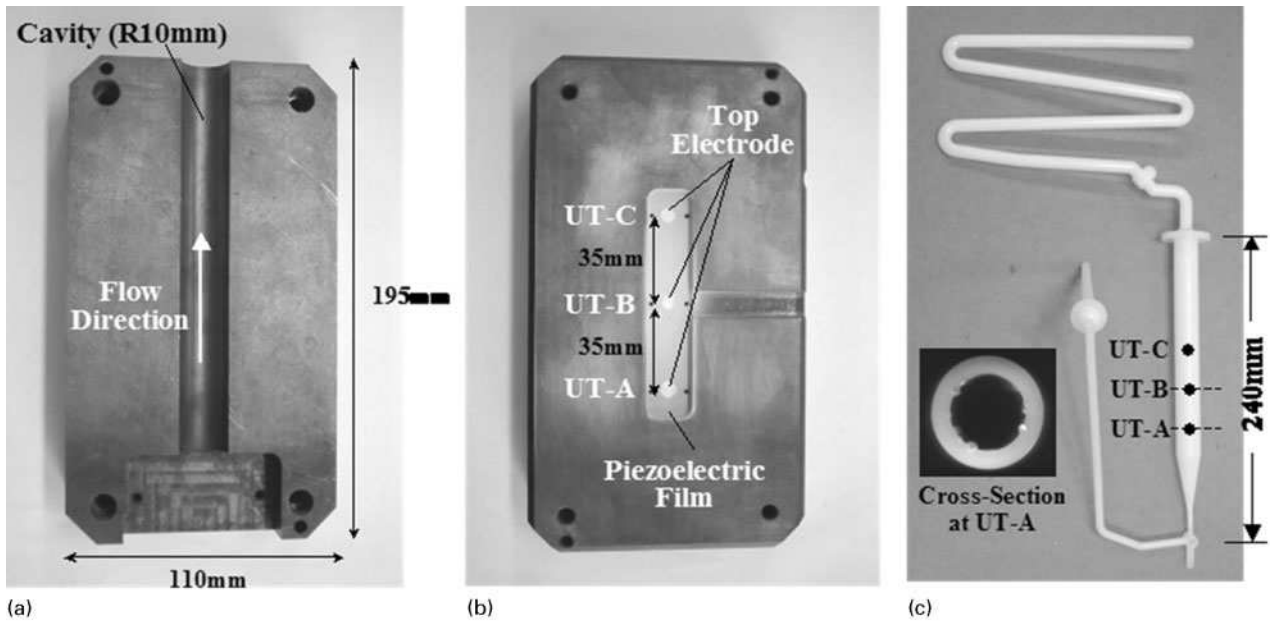 Cavity (R10mm)
Flow
Direction
195mm
110mm
(a)
Top
Electrode
UT-C
35mm
UT-B
35mm
UT-A
Piezoelectric
Film
(b)
UT-C
UT-B
UT-A
240mm
Cross-Section
at UT-A
(c)